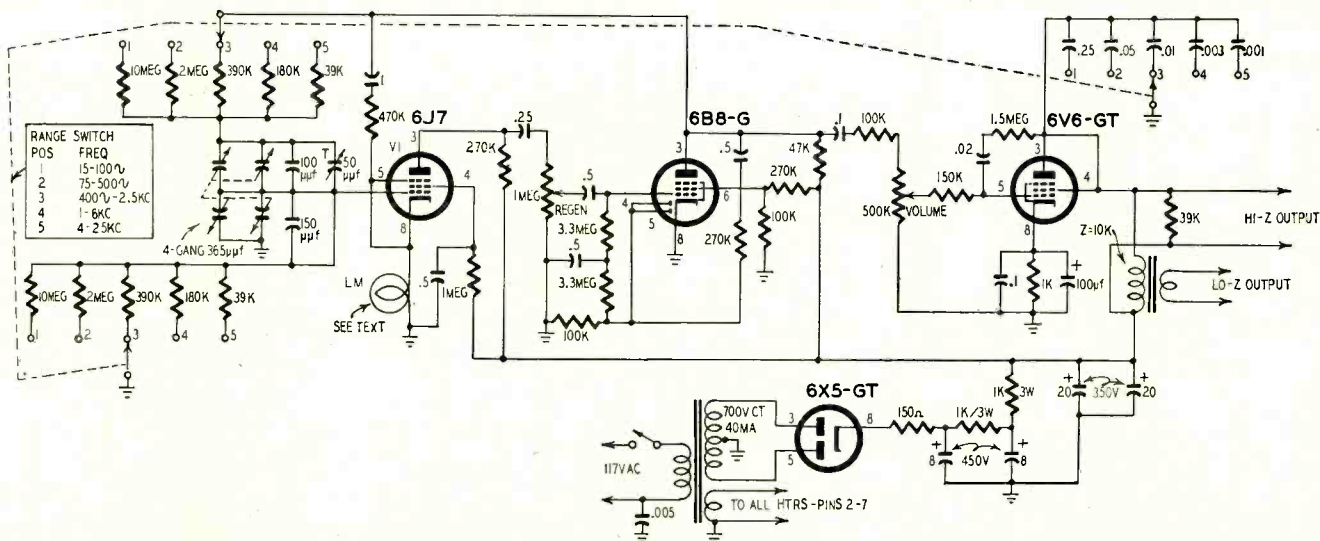 1 2 3 4 5
10MEG 2MEG 390K 180K 39K
RANGE SWITCH
POS FREQ
1 15-100∿
2 75-500∿
3 400∿-2.5KC
4 1-6KC
5 4-25KC
100 μμf
T 50 μμf
150 μμf
4-GANG 365μμf
10MEG 2MEG 390K 180K 39K
1 2 3 4 5
.1
470K
6J7
V1
3
5
4
8
LM
SEE TEXT
.5
1MEG
270K
.25
1MEG
REGEN
.5
3.3MEG
.5
3.3MEG
100K
6B8-G
3
4
5
6
8
.5
270K
270K
100K
47K
.1
100K
500K
VOLUME
150K
.02
1.5MEG
6V6-GT
3
5
4
8
.1
1K
+
100μf
.25 .05 .01 .003 .001
1 2 3 4 5
HI-Z OUTPUT
39K
Z=10K
LO-Z OUTPUT
117VAC
.005
700V CT
40MA
TO ALL HTRS-PINS 2-7
6X5-GT
3
5
8
150Ω
1K/3W
1K
3W
+
8
450V
+
8
+
20
350V
+
20